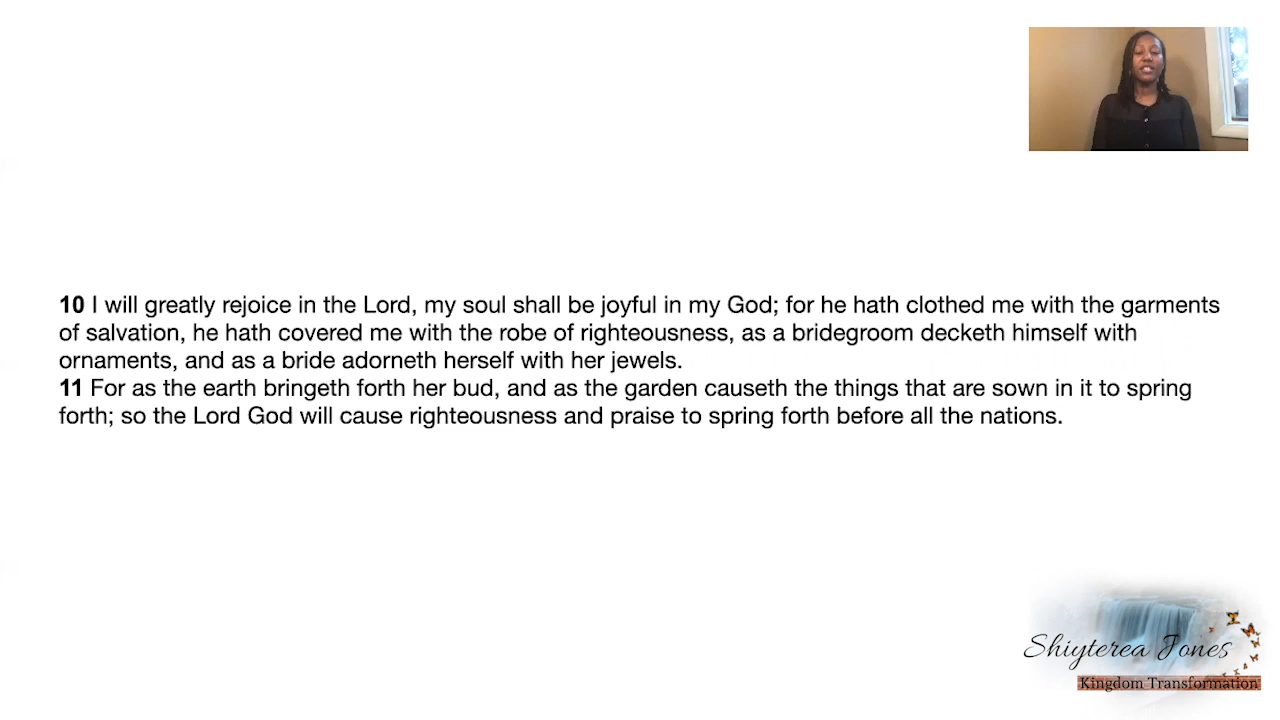 10 I will greatly rejoice in the Lord, my soul shall be joyful in my God; for he hath clothed me with the garments
of salvation, he hath covered me with the robe of righteousness, as a bridegroom decketh himself with
ornaments, and as a bride adorneth herself with her jewels.
11 For as the earth bringeth forth her bud, and as the garden causeth the things that are sown in it to spring
forth; so the Lord God will cause righteousness and praise to spring forth before all the nations.
Shiyterea Jones
Kingdom Transformation